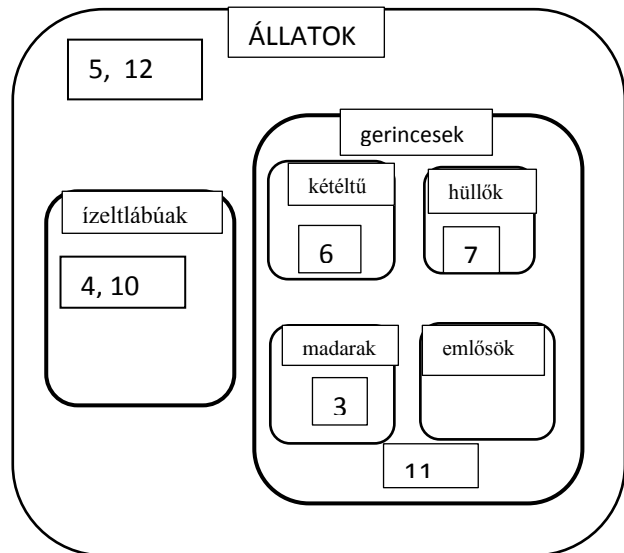 ÁLLATOK
5, 12
gerincesek
kétéltű
hüllők
ízeltlábúak
6
7
4, 10
madarak
emlősök
3
11